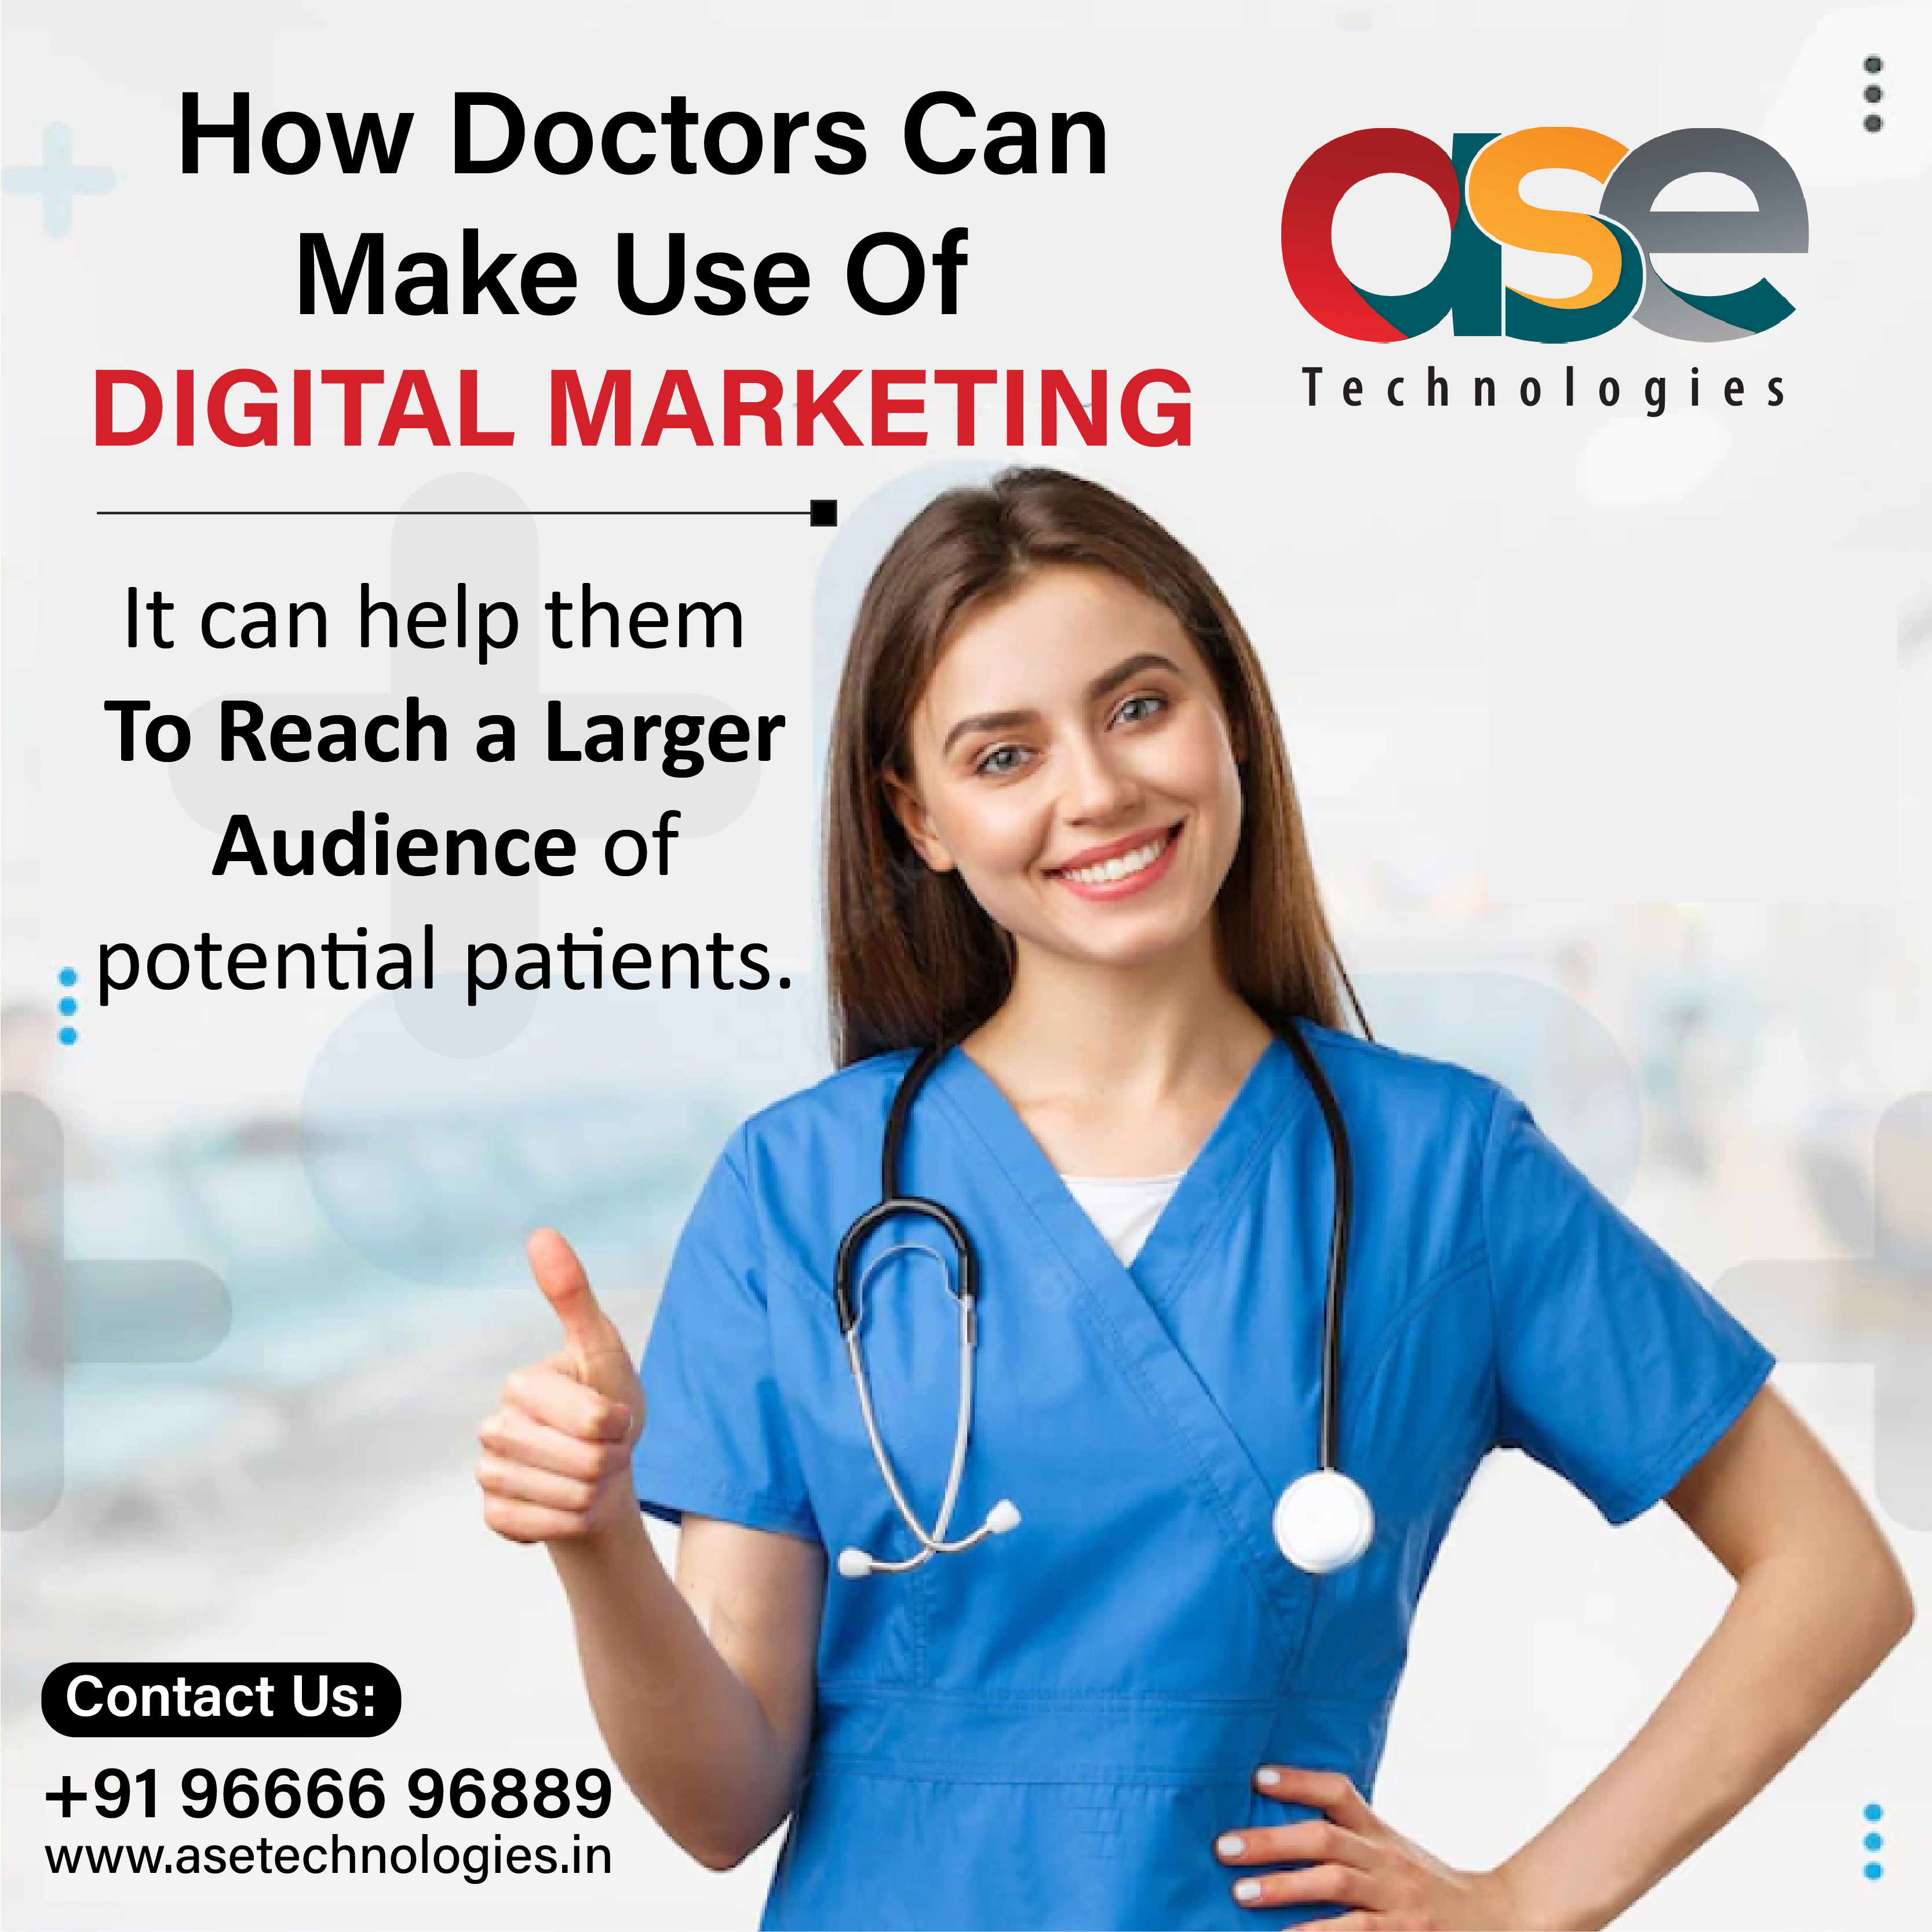 How Doctors Can
Make Use Of
DIGITAL MARKETING
ase
Technologies
It can help them
To Reach a Larger
Audience of
potential patients.
Contact Us:
+91 96666 96889
www.asetechnologies.in